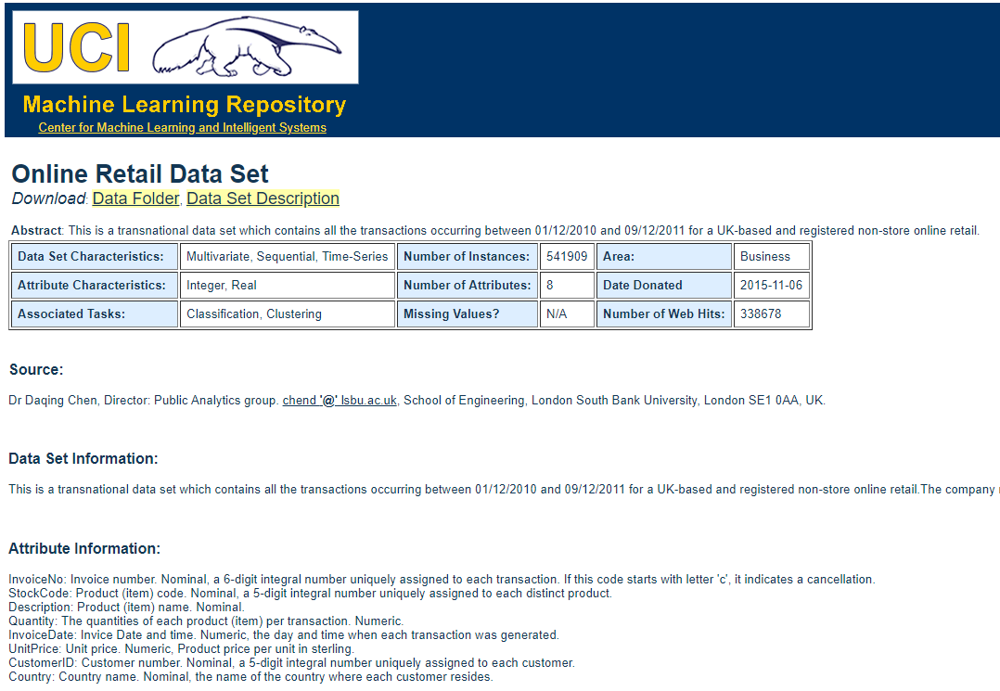 UCI
Machine Learning Repository
Center for Machine Learning and Intelligent Systems
Online Retail Data Set
Download: Data Folder, Data Set Description
Abstract: This is a transnational data set which contains all the transactions occurring between 01/12/2010 and 09/12/2011 for a UK-based and registered non-store online retail.
Data Set Characteristics: Multivariate, Sequential, Time-Series Number of Instances: 541909 Area: Business
Attribute Characteristics: Integer, Real Number of Attributes: 8 Date Donated 2015-11-06
Associated Tasks: Classification, Clustering Missing Values? N/A Number of Web Hits: 338678
Source:
Dr Daqing Chen, Director: Public Analytics group. chend '@' lsbu.ac.uk, School of Engineering, London South Bank University, London SE1 0AA, UK.
Data Set Information:
This is a transnational data set which contains all the transactions occurring between 01/12/2010 and 09/12/2011 for a UK-based and registered non-store online retail.The company
Attribute Information:
InvoiceNo: Invoice number. Nominal, a 6-digit integral number uniquely assigned to each transaction. If this code starts with letter 'c', it indicates a cancellation.
StockCode: Product (item) code. Nominal, a 5-digit integral number uniquely assigned to each distinct product.
Description: Product (item) name. Nominal.
Quantity: The quantities of each product (item) per transaction. Numeric.
InvoiceDate: Invice Date and time. Numeric, the day and time when each transaction was generated.
UnitPrice: Unit price. Numeric, Product price per unit in sterling.
CustomerID: Customer number. Nominal, a 5-digit integral number uniquely assigned to each customer.
Country: Country name. Nominal, the name of the country where each customer resides.